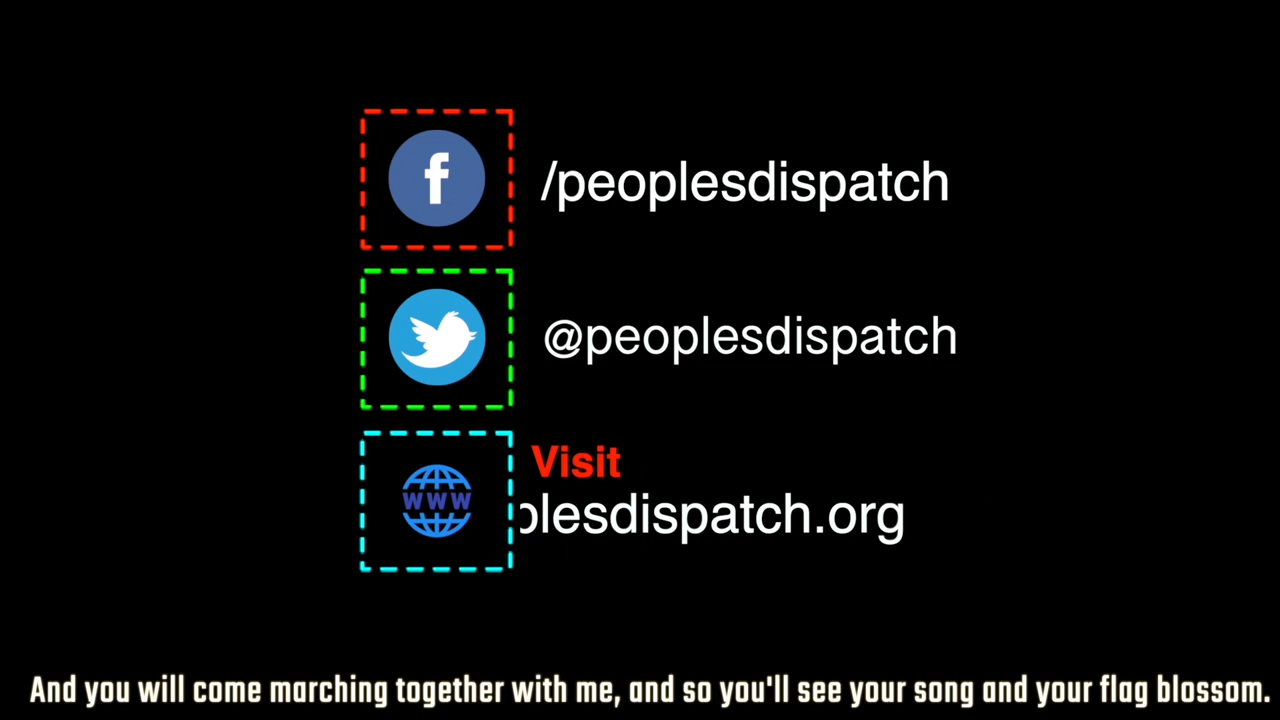 f
/peoplesdispatch
@peoplesdispatch
Visit
WWW
plesdispatch.org
And you will come marching together with me, and so you'll see your song and your flag blossom.